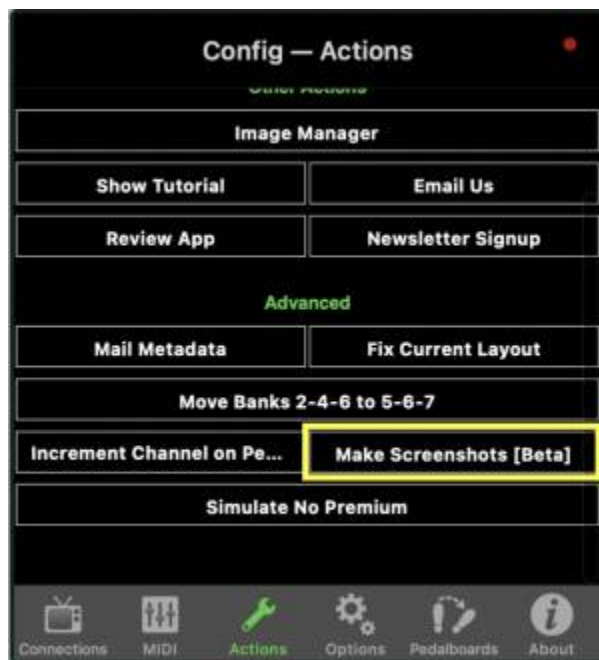 Config — Actions
Other Actions
Image Manager
Show Tutorial
Email Us
Review App
Newsletter Signup
Advanced
Mail Metadata
Fix Current Layout
Move Banks 2-4-6 to 5-6-7
Increment Channel on Pe...
Make Screenshots [Beta]
Simulate No Premium
Connections
MIDI
Actions
Options
Pedalboards
About